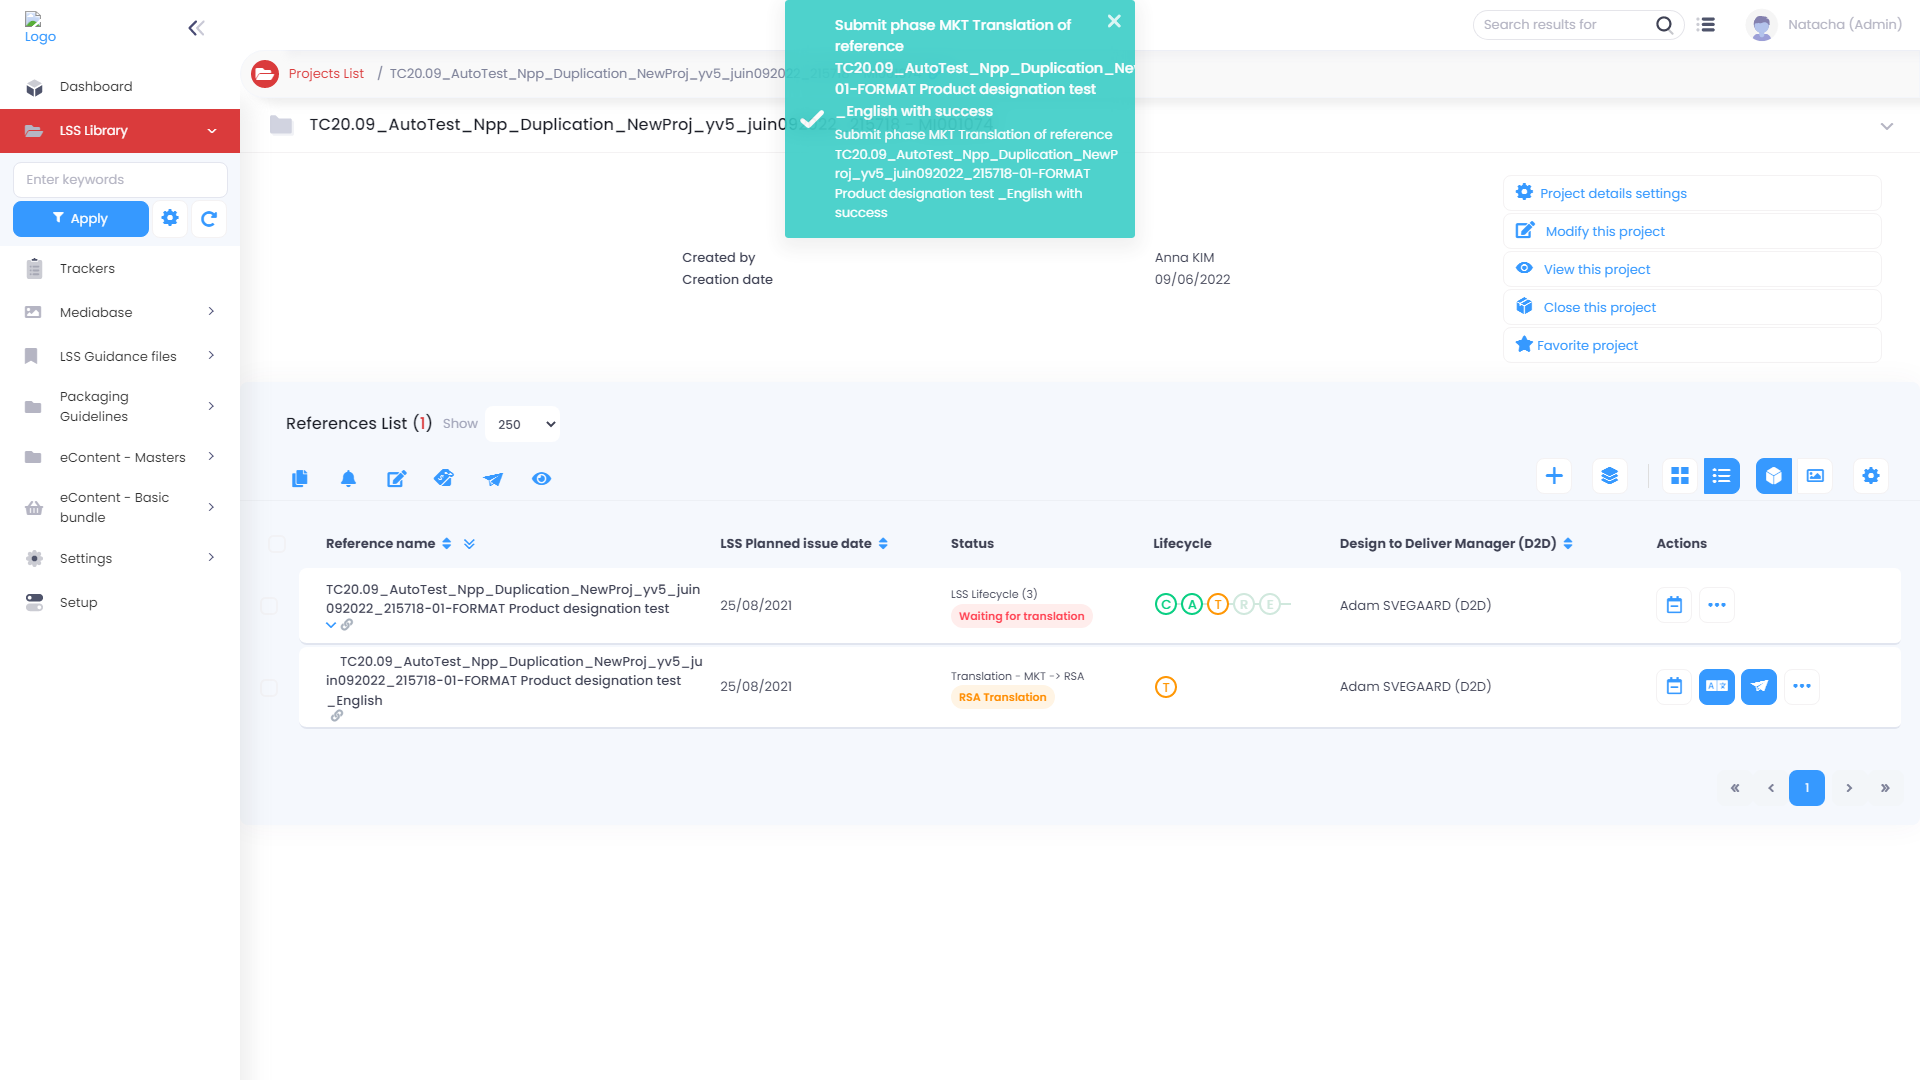 Logo
Submit phase MKT Translation of
reference
TC20.09_AutoTest_Npp_Duplication_Ne
01-FORMAT Product designation test
_English with success
Submit phase MKT Translation of reference
TC20.09_AutoTest_Npp_Duplication_NewP
roj_yv5_juin092022_215718-01-FORMAT
Product designation test _English with
success
Search results for
Natacha (Admin)
Projects List / TC20.09_AutoTest_Npp_Duplication_NewProj_yv5_juin092022_215718
TC20.09_AutoTest_Npp_Duplication_NewProj_yv5_juin092022_215718 - MI001074
Dashboard
LSS Library
Enter keywords
Apply
Trackers
Mediabase
LSS Guidance files
Packaging
Guidelines
eContent - Masters
eContent - Basic
bundle
Settings
Setup
Created by Anna KIM
Creation date 09/06/2022
Project details settings
Modify this project
View this project
Close this project
Favorite project
References List (1) Show 250
Reference name LSS Planned issue date Status Lifecycle Design to Deliver Manager (D2D) Actions
TC20.09_AutoTest_Npp_Duplication_NewProj_yv5_juin
092022_215718-01-FORMAT Product designation test
25/08/2021
LSS Lifecycle (3)
Waiting for translation
C A T R E
Adam SVEGAARD (D2D)
TC20.09_AutoTest_Npp_Duplication_NewProj_yv5_ju
in092022_215718-01-FORMAT Product designation test
_English
25/08/2021
Translation - MKT -> RSA
RSA Translation
T
Adam SVEGAARD (D2D)
« ‹ 1 › »